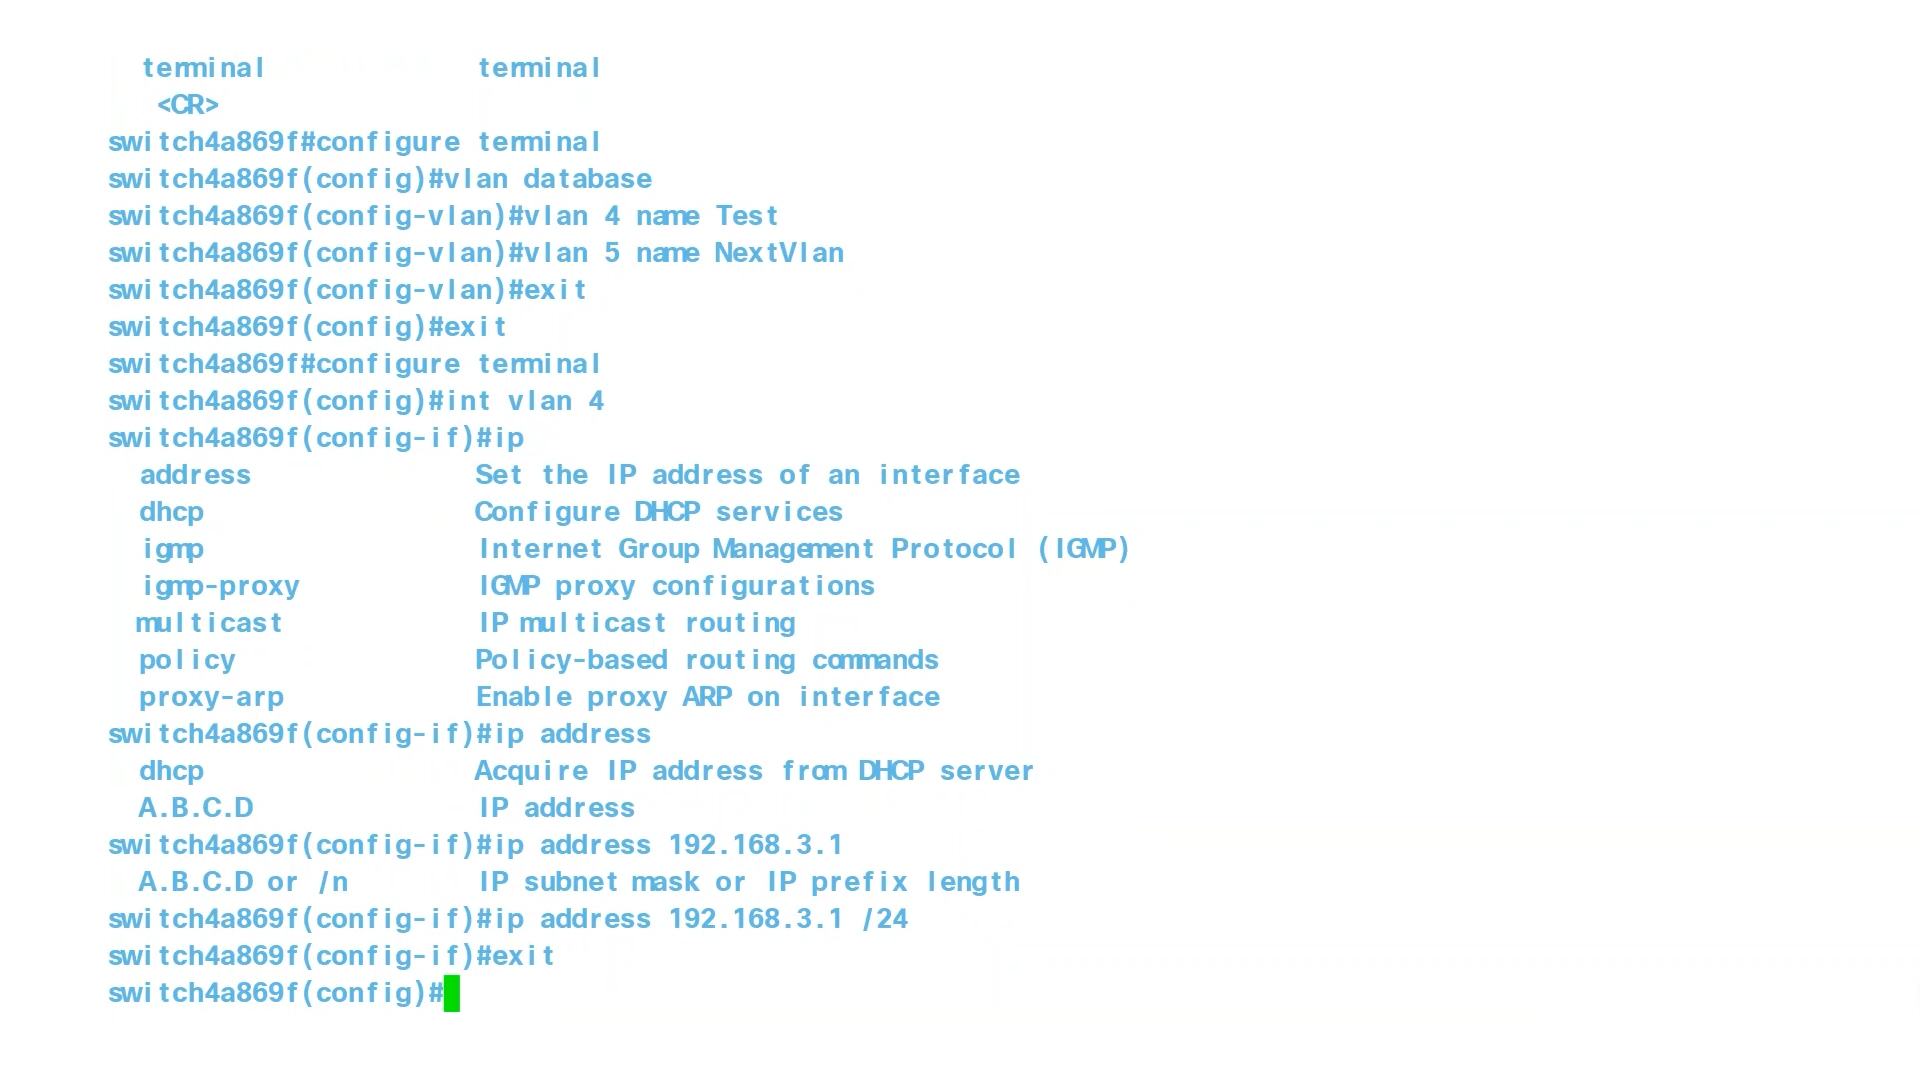 terminal terminal
<CR>
switch4a869f#configure terminal
switch4a869f(config)#vlan database
switch4a869f(config-vlan)#vlan 4 name Test
switch4a869f(config-vlan)#vlan 5 name NextVlan
switch4a869f(config-vlan)#exit
switch4a869f(config)#exit
switch4a869f#configure terminal
switch4a869f(config)#int vlan 4
switch4a869f(config-if)#ip
address Set the IP address of an interface
dhcp Configure DHCP services
igmp Internet Group Management Protocol (IGMP)
igmp-proxy IGMP proxy configurations
multicast IP multicast routing
policy Policy-based routing commands
proxy-arp Enable proxy ARP on interface
switch4a869f(config-if)#ip address
dhcp Acquire IP address from DHCP server
A.B.C.D IP address
switch4a869f(config-if)#ip address 192.168.3.1
A.B.C.D or /n IP subnet mask or IP prefix length
switch4a869f(config-if)#ip address 192.168.3.1 /24
switch4a869f(config-if)#exit
switch4a869f(config)#